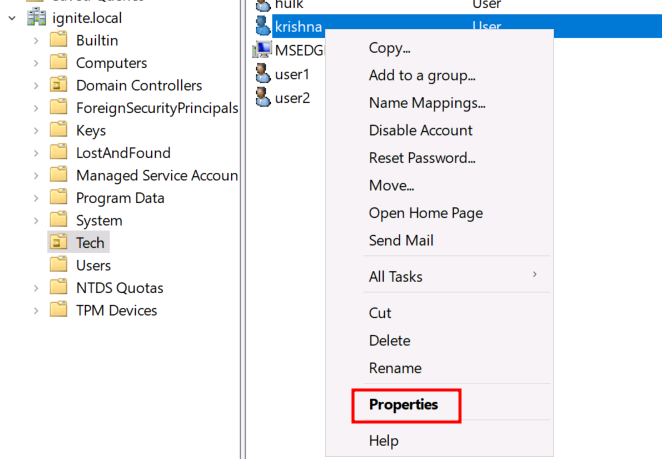 Saved Queries
ignite.local
Builtin
Computers
Domain Controllers
ForeignSecurityPrincipals
Keys
LostAndFound
Managed Service Accoun
Program Data
System
Tech
Users
NTDS Quotas
TPM Devices
hulk User
krishna User
MSEDG
user1
user2
Copy...
Add to a group...
Name Mappings...
Disable Account
Reset Password...
Move...
Open Home Page
Send Mail
All Tasks
Cut
Delete
Rename
Properties
Help